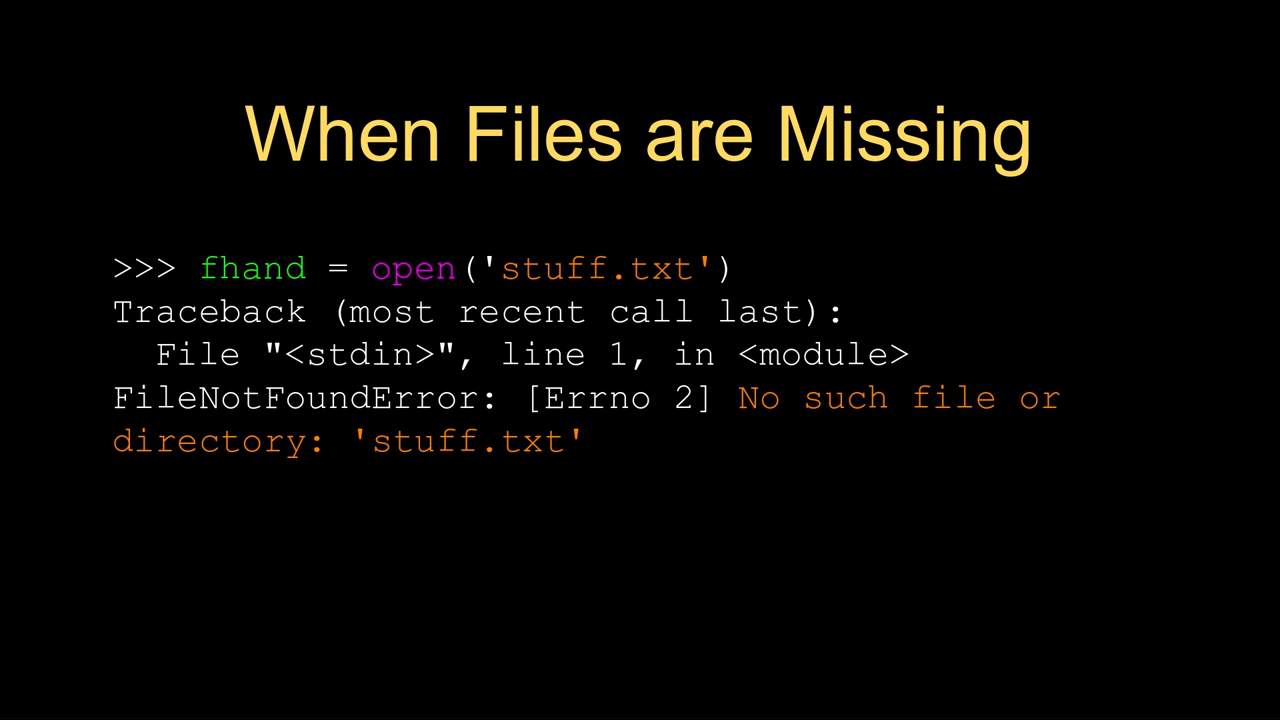 When Files are Missing
>>> fhand = open('stuff.txt')
Traceback (most recent call last):
  File "<stdin>", line 1, in <module>
FileNotFoundError: [Errno 2] No such file or
directory: 'stuff.txt'